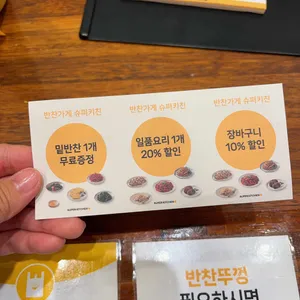 반찬가게 슈퍼키친
밑반찬 1개
무료증정
반찬가게 슈퍼키친
일품요리 1개
20% 할인
반찬가게 슈퍼키친
장바구니
10% 할인
반찬뚜껑
필요하시면